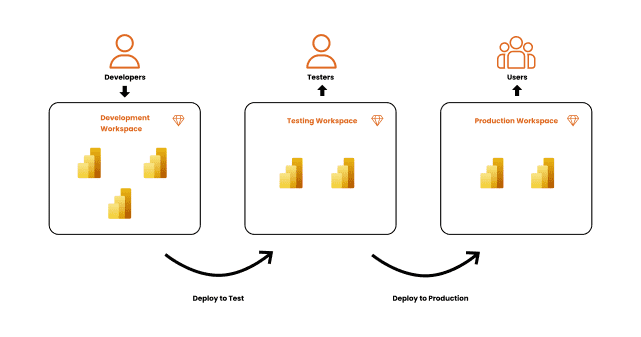 Developers
Testers
Users
Development
Workspace
Testing Workspace
Production Workspace
Deploy to Test
Deploy to Production